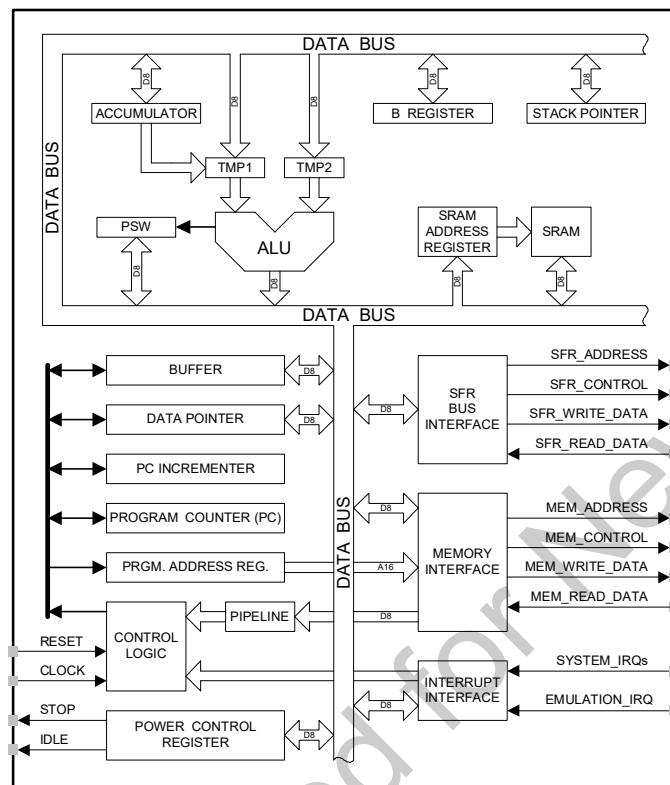 DATA BUS
D8
D8
D8
D8
D8
ACCUMULATOR
B REGISTER
STACK POINTER
DATA BUS
TMP1
TMP2
PSW
ALU
SRAM
ADDRESS
REGISTER
SRAM
D8
D8
D8
D8
DATA BUS
BUFFER
D8
DATA POINTER
D8
PC INCREMENTER
PROGRAM COUNTER (PC)
PRGM. ADDRESS REG.
A16
CONTROL
LOGIC
PIPELINE
D8
RESET
CLOCK
STOP
IDLE
POWER CONTROL
REGISTER
D8
DATA BUS
D8
SFR
BUS
INTERFACE
SFR_ADDRESS
SFR_CONTROL
SFR_WRITE_DATA
SFR_READ_DATA
D8
MEMORY
INTERFACE
MEM_ADDRESS
MEM_CONTROL
MEM_WRITE_DATA
MEM_READ_DATA
INTERRUPT
INTERFACE
D8
SYSTEM_IRQs
EMULATION_IRQ
d for New